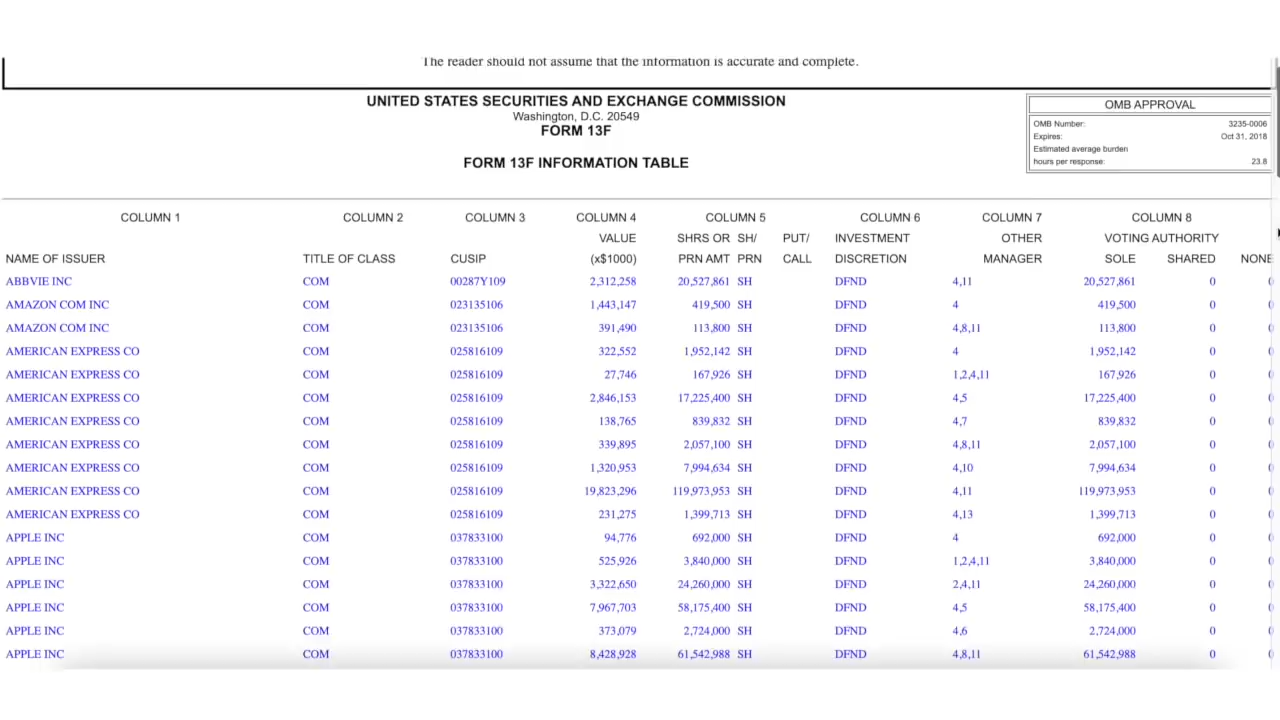 The reader should not assume that the information is accurate and complete.
UNITED STATES SECURITIES AND EXCHANGE COMMISSION
Washington, D.C. 20549
FORM 13F
FORM 13F INFORMATION TABLE
OMB APPROVAL
OMB Number: 3235-0006
Expires: Oct 31, 2018
Estimated average burden
hours per response: 23.8
COLUMN 1 COLUMN 2 COLUMN 3 COLUMN 4 COLUMN 5 COLUMN 6 COLUMN 7 COLUMN 8
VALUE SHRS OR SH/ PUT/ INVESTMENT OTHER VOTING AUTHORITY
NAME OF ISSUER TITLE OF CLASS CUSIP (x$1000) PRN AMT PRN CALL DISCRETION MANAGER SOLE SHARED NONE
ABBVIE INC COM 00287Y109 2,312,258 20,527,861 SH DFND 4,11 20,527,861 0 0
AMAZON COM INC COM 023135106 1,443,147 419,500 SH DFND 4 419,500 0 0
AMAZON COM INC COM 023135106 391,490 113,800 SH DFND 4,8,11 113,800 0 0
AMERICAN EXPRESS CO COM 025816109 322,552 1,952,142 SH DFND 4 1,952,142 0 0
AMERICAN EXPRESS CO COM 025816109 27,746 167,926 SH DFND 1,2,4,11 167,926 0 0
AMERICAN EXPRESS CO COM 025816109 2,846,153 17,225,400 SH DFND 4,5 17,225,400 0 0
AMERICAN EXPRESS CO COM 025816109 138,765 839,832 SH DFND 4,7 839,832 0 0
AMERICAN EXPRESS CO COM 025816109 339,895 2,057,100 SH DFND 4,8,11 2,057,100 0 0
AMERICAN EXPRESS CO COM 025816109 1,320,953 7,994,634 SH DFND 4,10 7,994,634 0 0
AMERICAN EXPRESS CO COM 025816109 19,823,296 119,973,953 SH DFND 4,11 119,973,953 0 0
AMERICAN EXPRESS CO COM 025816109 231,275 1,399,713 SH DFND 4,13 1,399,713 0 0
APPLE INC COM 037833100 94,776 692,000 SH DFND 4 692,000 0 0
APPLE INC COM 037833100 525,926 3,840,000 SH DFND 1,2,4,11 3,840,000 0 0
APPLE INC COM 037833100 3,322,650 24,260,000 SH DFND 2,4,11 24,260,000 0 0
APPLE INC COM 037833100 7,967,703 58,175,400 SH DFND 4,5 58,175,400 0 0
APPLE INC COM 037833100 373,079 2,724,000 SH DFND 4,6 2,724,000 0 0
APPLE INC COM 037833100 8,428,928 61,542,988 SH DFND 4,8,11 61,542,988 0 0